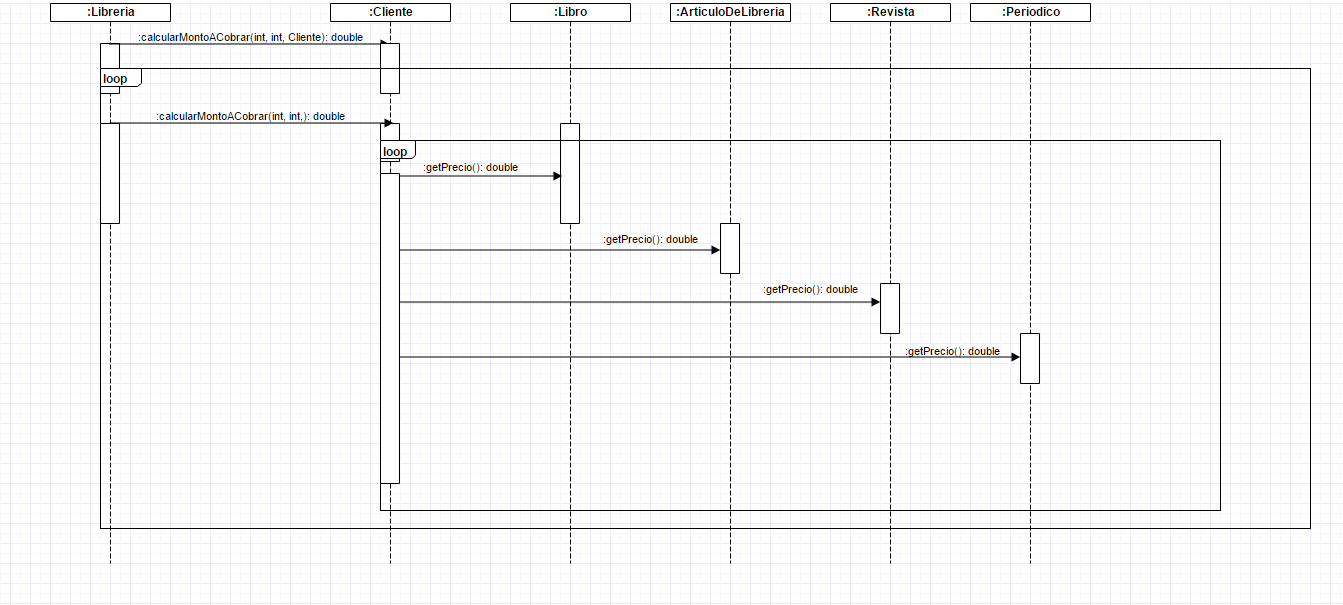 :Libreria
:Cliente
:Libro
:ArticuloDeLibreria
:Revista
:Periodico
:calcularMontoACobrar(int, int, Cliente): double
loop
:calcularMontoACobrar(int, int,): double
loop
:getPrecio(): double
:getPrecio(): double
:getPrecio(): double
:getPrecio(): double